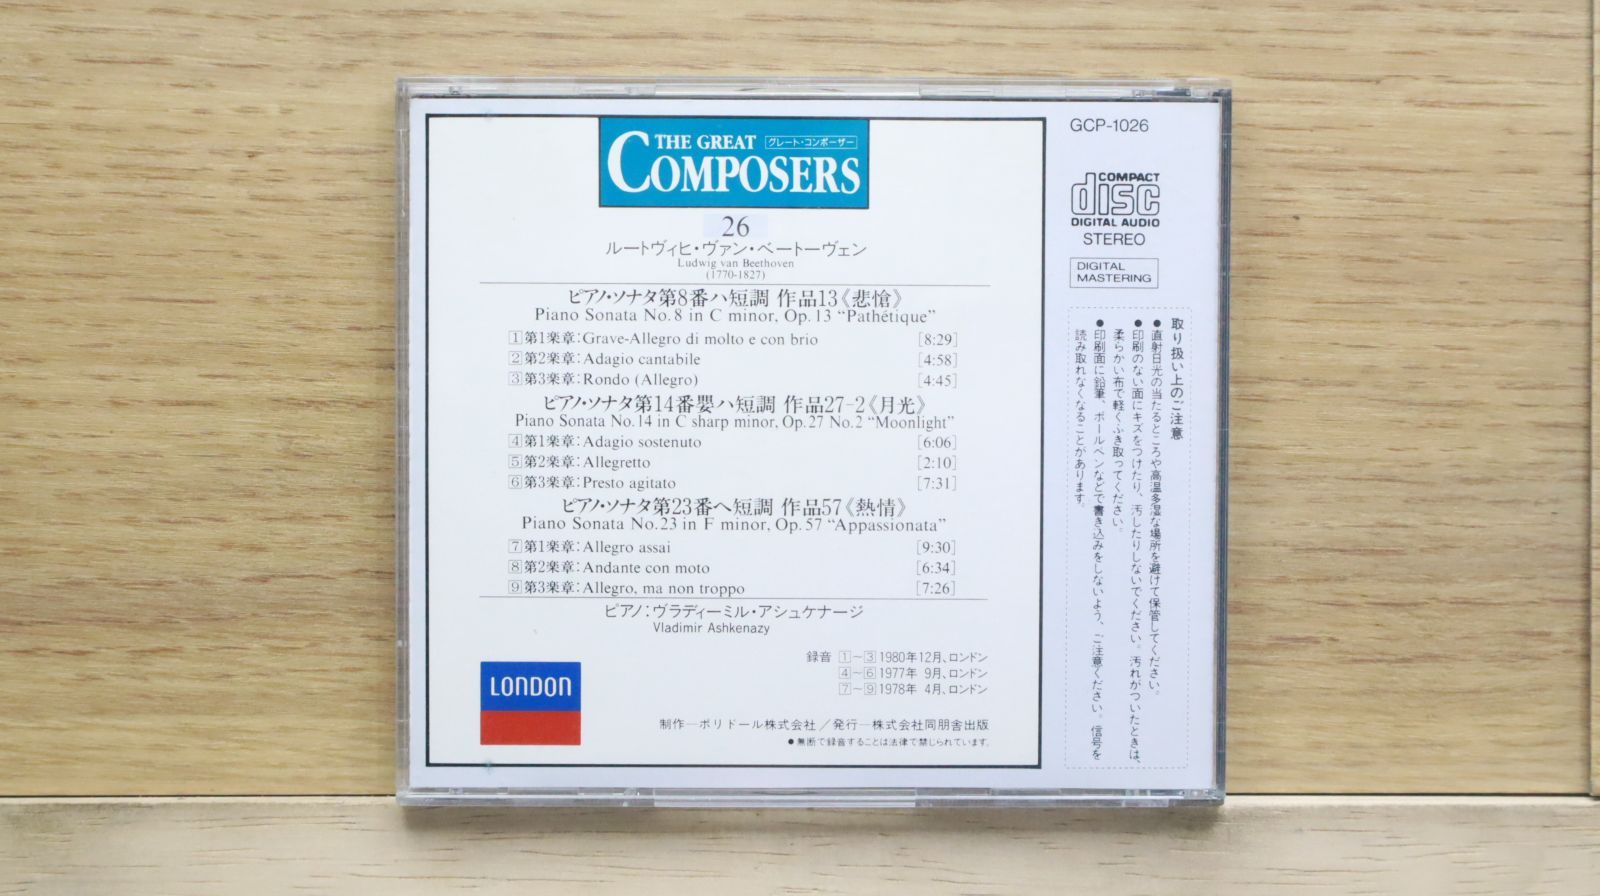 THE GREAT グレート・コンポーザー
COMPOSERS
26
ルートヴィヒ・ヴァン・ベートーヴェン
Ludwig van Beethoven
(1770-1827)
ピアノ・ソナタ第8番ハ短調 作品13《悲愴》
Piano Sonata No.8 in C minor, Op.13 “Pathétique”
1 第1楽章:Grave-Allegro di molto e con brio [8:29]
2 第2楽章:Adagio cantabile [4:58]
3 第3楽章:Rondo (Allegro) [4:45]
ピアノ・ソナタ第14番嬰ハ短調 作品27-2《月光》
Piano Sonata No.14 in C sharp minor, Op.27 No.2 “Moonlight”
4 第1楽章:Adagio sostenuto [6:06]
5 第2楽章:Allegretto [2:10]
6 第3楽章:Presto agitato [7:31]
ピアノ・ソナタ第23番ヘ短調 作品57《熱情》
Piano Sonata No.23 in F minor, Op.57 “Appassionata”
7 第1楽章:Allegro assai [9:30]
8 第2楽章:Andante con moto [6:34]
9 第3楽章:Allegro, ma non troppo [7:26]
ピアノ:ヴラディーミル・アシュケナージ
Vladimir Ashkenazy
録音 1～3 1980年12月、ロンドン
4～6 1977年 9月、ロンドン
7～9 1978年 4月、ロンドン
LONDON
制作―ポリドール株式会社／発行―株式会社同朋舎出版
●無断で録音することは法律で禁じられています。
GCP-1026
COMPACT
disc
DIGITAL AUDIO
STEREO
DIGITAL
MASTERING
取り扱い上のご注意
●直射日光の当たるところや高温多湿な場所を避けて保管してください。
●印刷のない面にキズをつけたり、汚したりしないでください。汚れがついたときは、
柔らかい布で軽くふき取ってください。
●印刷面に鉛筆、ボールペンなどで書き込みをしないよう、ご注意ください。信号を
読み取れなくなることがあります。